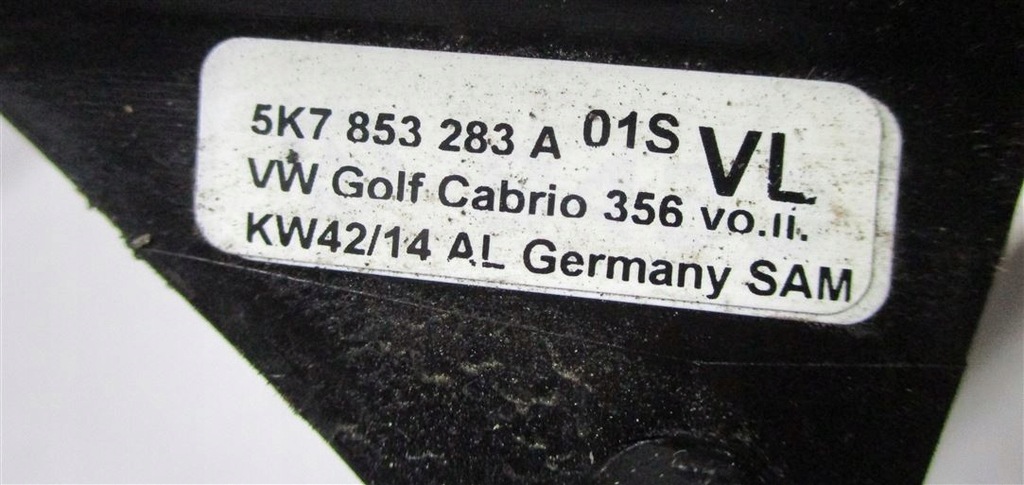 5K7 853 283 A 01S VL
VW Golf Cabrio 356 vo.li.
KW42/14 AL Germany SAM